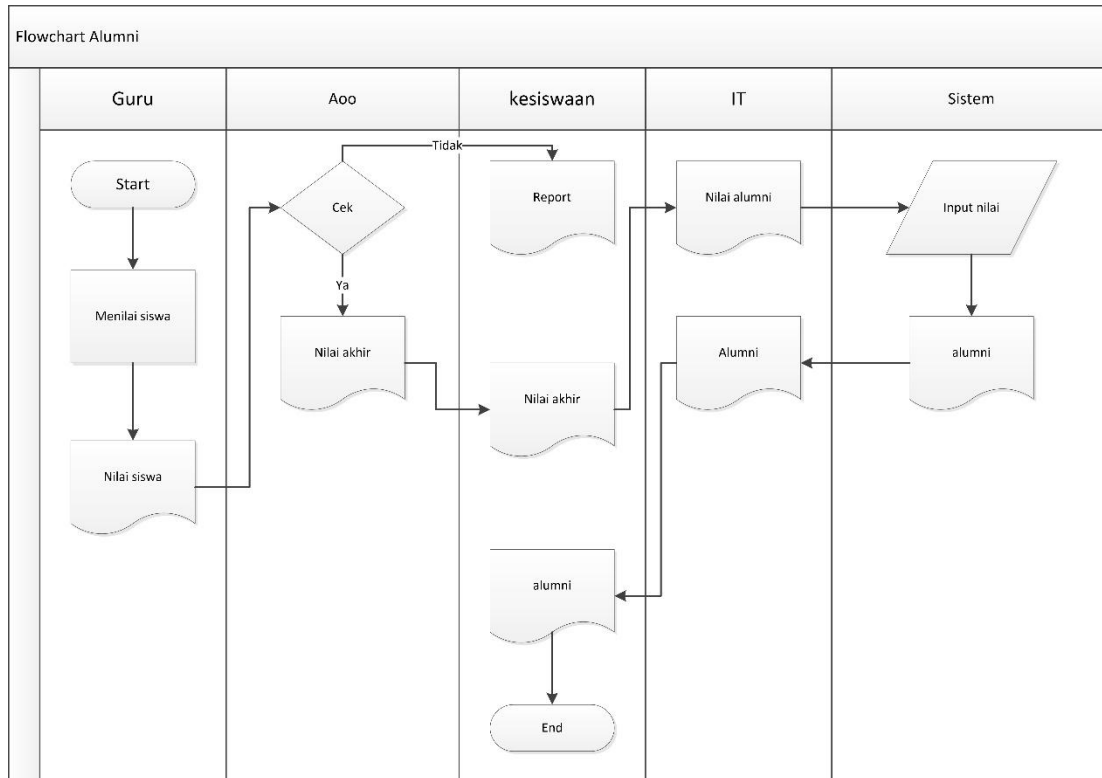 Flowchart Alumni
Guru
Aoo
kesiswaan
IT
Sistem
Tidak
Start
Cek
Report
Nilai alumni
Input nilai
Ya
Menilai siswa
Nilai akhir
Alumni
alumni
Nilai akhir
Nilai siswa
alumni
End